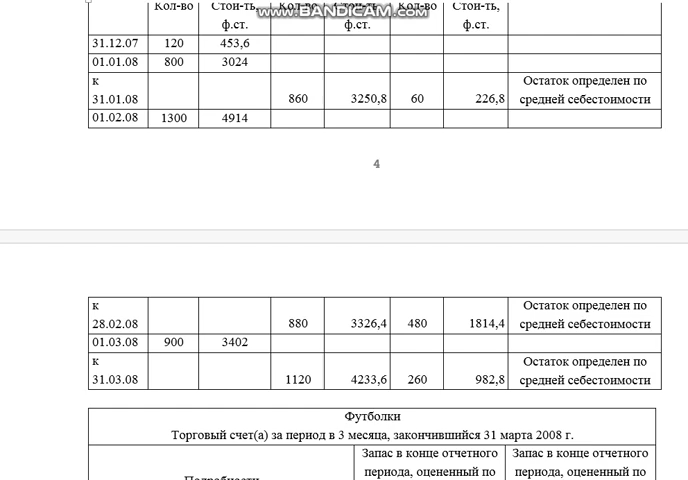 www.BANDICAM.com
Кол-во Стои-ть, Кол-во Стои-ть, Кол-во Стои-ть,
ф.ст. ф.ст. ф.ст.
31.12.07 120 453,6
01.01.08 800 3024
к Остаток определен по
31.01.08 860 3250,8 60 226,8 средней себестоимости
01.02.08 1300 4914
4
к Остаток определен по
28.02.08 880 3326,4 480 1814,4 средней себестоимости
01.03.08 900 3402
к Остаток определен по
31.03.08 1120 4233,6 260 982,8 средней себестоимости
Футболки
Торговый счет(а) за период в 3 месяца, закончившийся 31 марта 2008 г.
Запас в конце отчетного Запас в конце отчетного
периода, оцененный по периода, оцененный по
Подробности